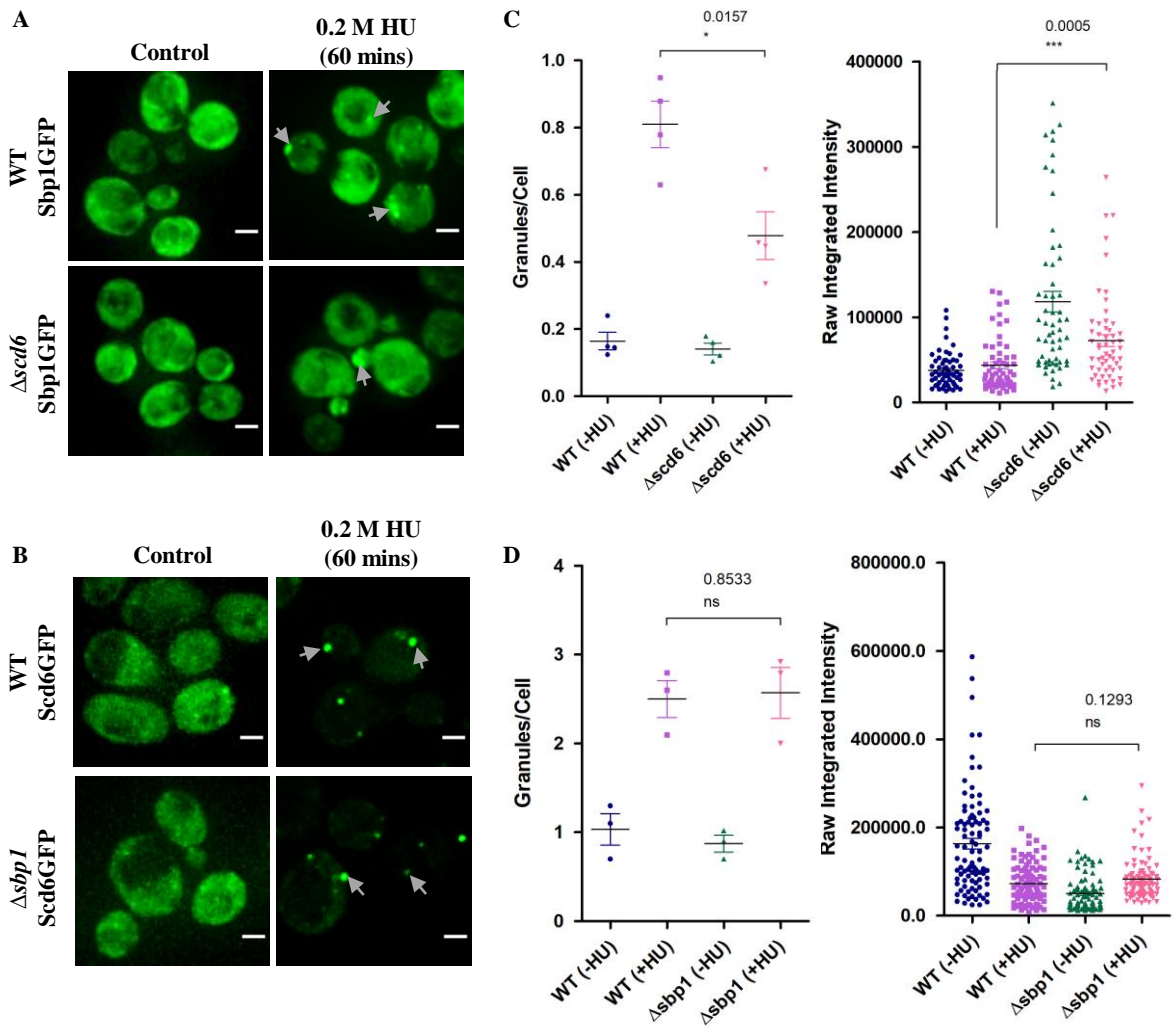 A
Control
0.2 M HU
(60 mins)
WT
Sbp1GFP
Δscd6
Sbp1GFP
C
0.0157
*
Granules/Cell
1.0
0.8
0.6
0.4
0.2
0.0
WT (-HU)
WT (+HU)
Δscd6 (-HU)
Δscd6 (+HU)
0.0005
***
Raw Integrated Intensity
400000
300000
200000
100000
0
WT (-HU)
WT (+HU)
Δscd6 (-HU)
Δscd6 (+HU)
B
Control
0.2 M HU
(60 mins)
WT
Scd6GFP
Δsbp1
Scd6GFP
D
0.8533
ns
Granules/Cell
4
3
2
1
0
WT (-HU)
WT (+HU)
Δsbp1 (-HU)
Δsbp1 (+HU)
0.1293
ns
Raw Integrated Intensity
800000.0
600000.0
400000.0
200000.0
0.0
WT (-HU)
WT (+HU)
Δsbp1 (-HU)
Δsbp1 (+HU)